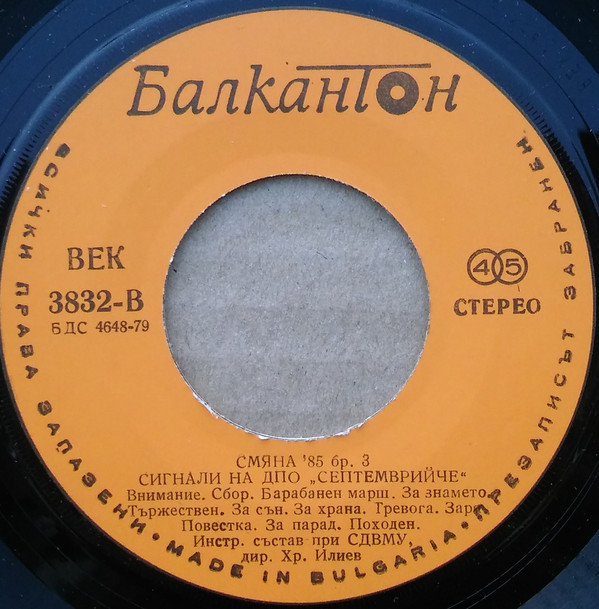 БалканТон
ВЕК
3832-В
БДС 4648-79
45
СТЕРЕО
СМЯНА '85 бр. 3
СИГНАЛИ НА ДПО „СЕПТЕМВРИЙЧЕ“
Внимание. Сбор. Барабанен марш. За знамето.
Тържествен. За сън. За храна. Тревога. Заря.
Повестка. За парад. Походен.
Инстр. състав при СДВМУ,
дир. Хр. Илиев
ВСИЧКИ ПРАВА ЗАПАЗЕНИ • MADE IN BULGARIA • ПРЕЗАПИСЪТ ЗАБРАНЕН